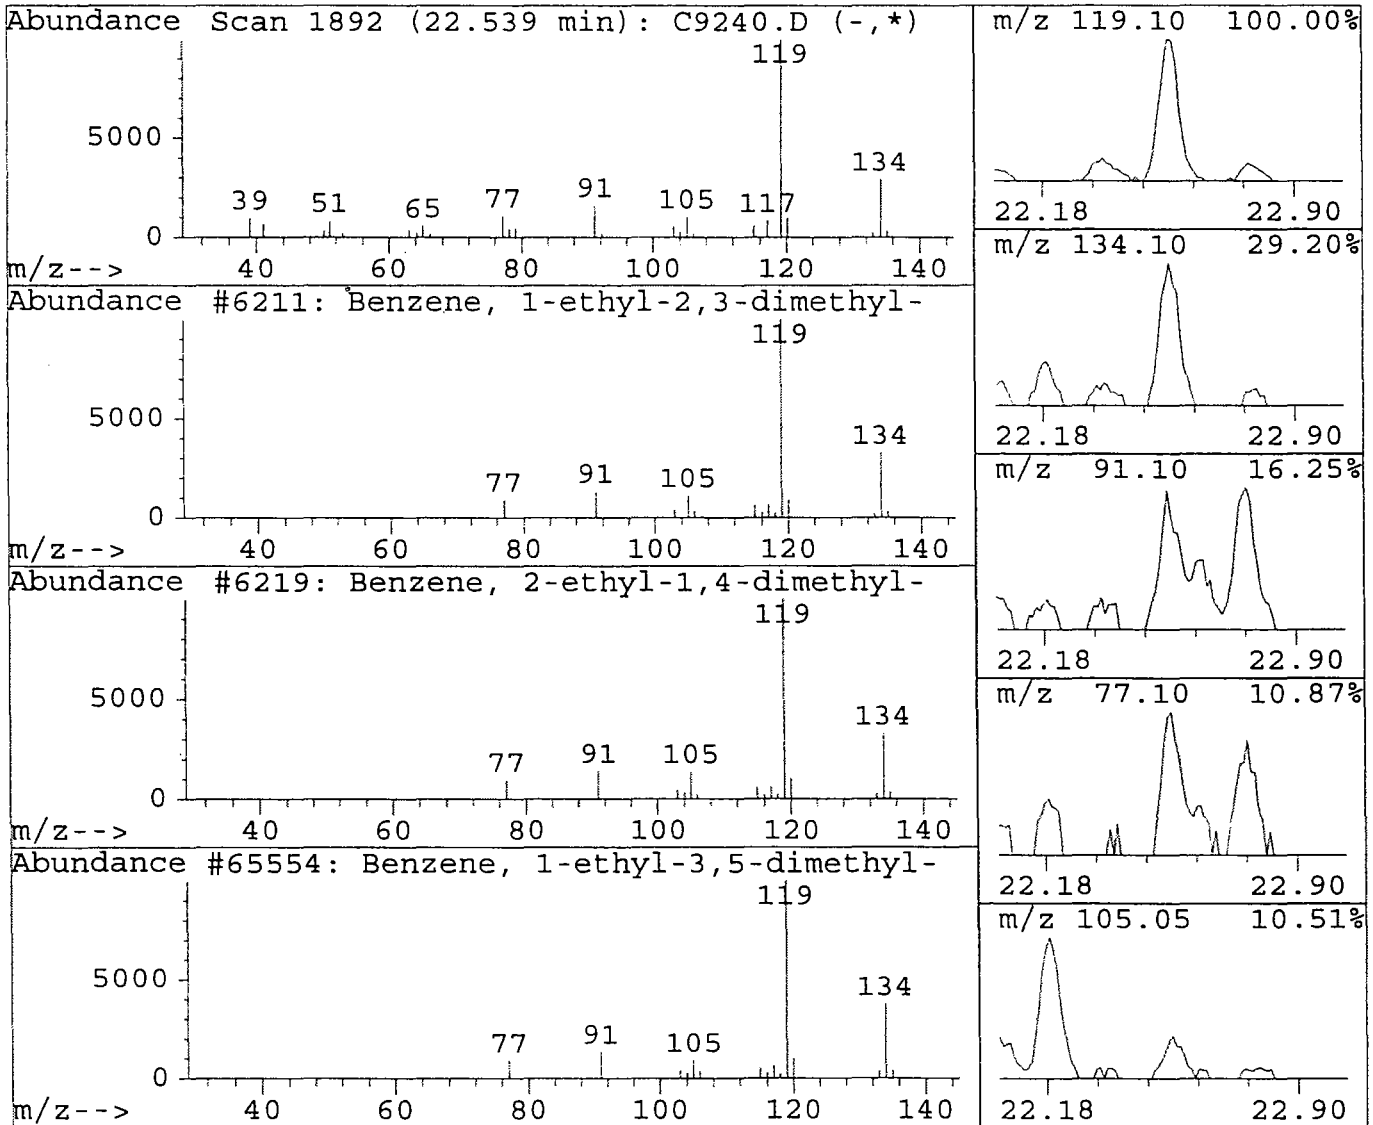 Abundance Scan 1892 (22.539 min): C9240.D (-,*)
119
5000
134
39 51 65 77 91 105 117
0
m/z--> 40 60 80 100 120 140
Abundance #6211: Benzene, 1-ethyl-2,3-dimethyl-
119
5000
134
77 91 105
0
m/z--> 40 60 80 100 120 140
Abundance #6219: Benzene, 2-ethyl-1,4-dimethyl-
119
5000
134
77 91 105
0
m/z--> 40 60 80 100 120 140
Abundance #65554: Benzene, 1-ethyl-3,5-dimethyl-
119
5000
134
77 91 105
0
m/z--> 40 60 80 100 120 140
m/z 119.10 100.00%
22.18 22.90
m/z 134.10 29.20%
22.18 22.90
m/z 91.10 16.25%
22.18 22.90
m/z 77.10 10.87%
22.18 22.90
m/z 105.05 10.51%
22.18 22.90